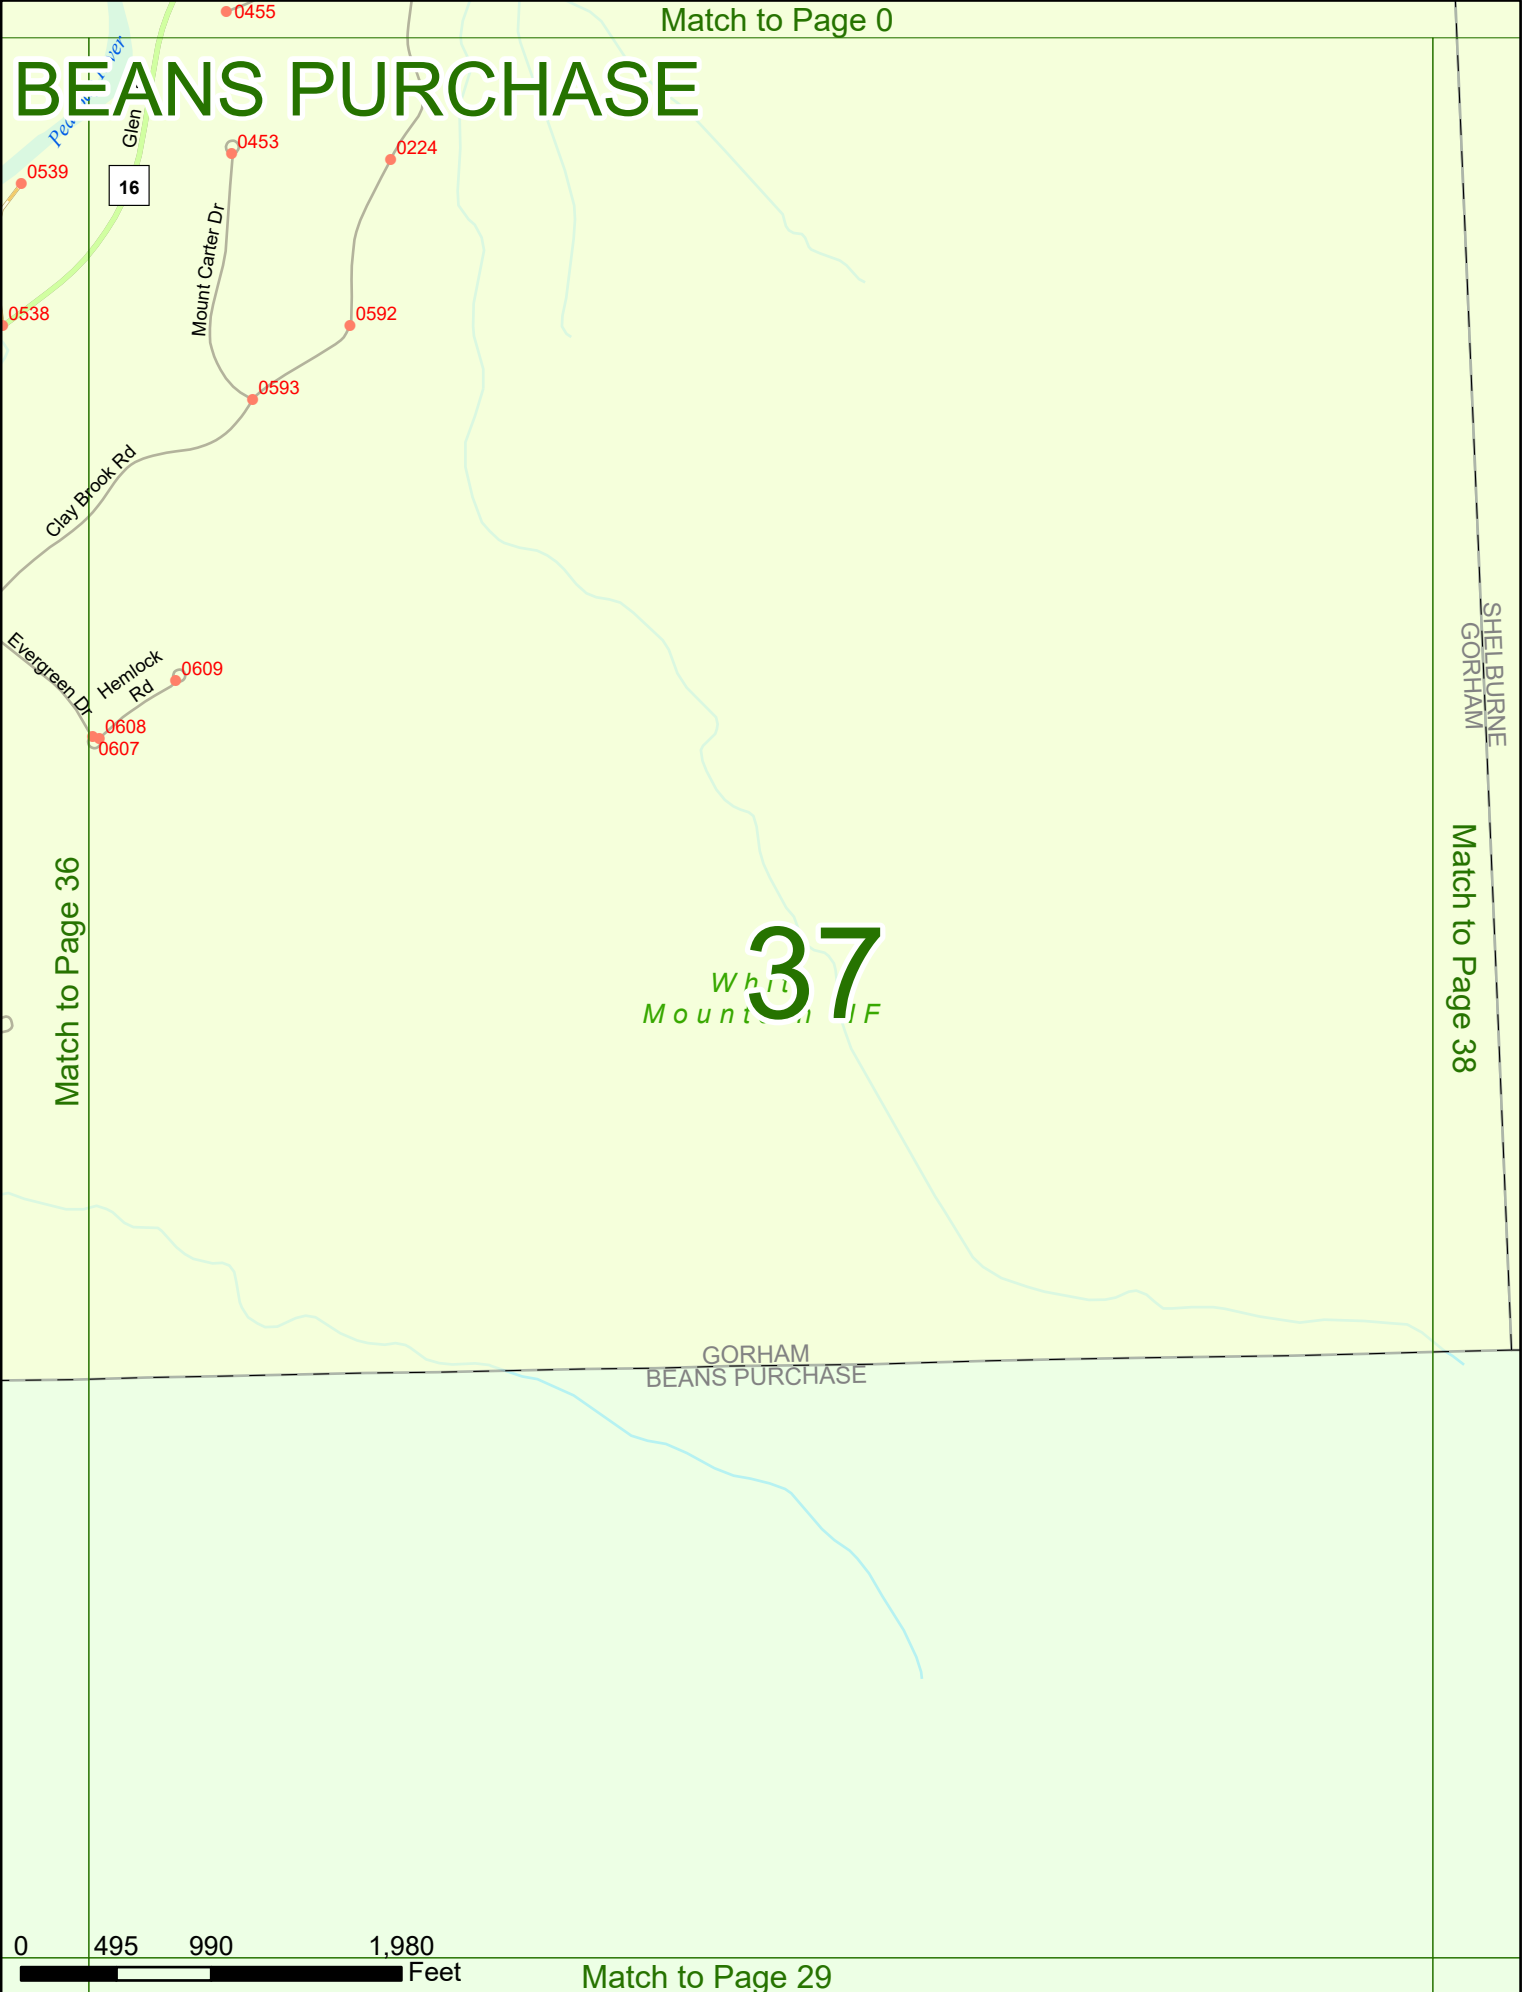 0455
Match to Page 0
BEANS PURCHASE
Glen
0453
0224
0539
16
Mount Carter Dr
0538
0592
0593
Clay Brook Rd
Evergreen Dr
Hemlock
Rd
0609
0608
0607
SHELBURNE
GORHAM
Match to Page 36
Match to Page 38
37
GORHAM
BEANS PURCHASE
0 495 990 1,980
Feet
Match to Page 29